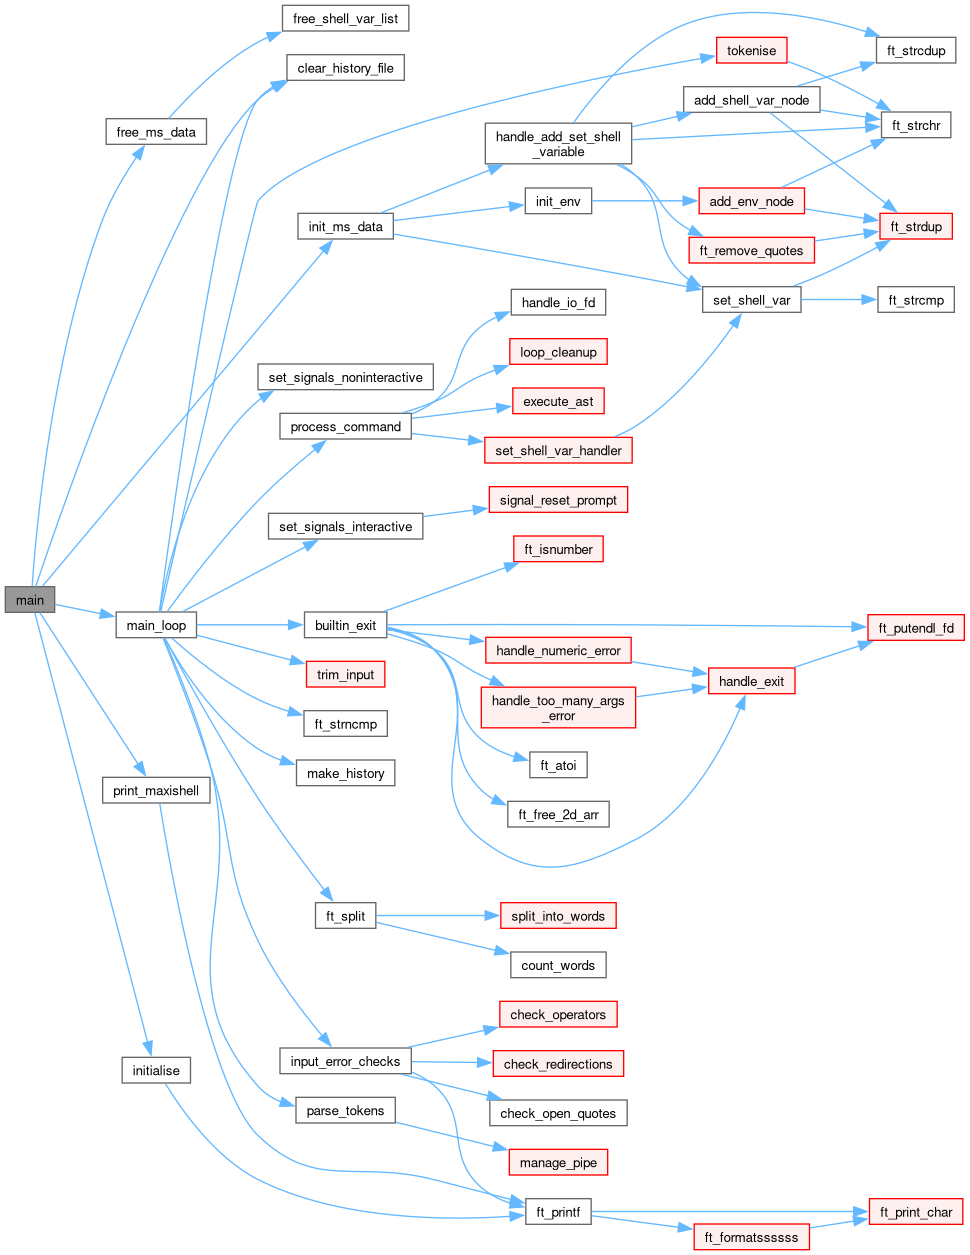 free_shell_var_list
clear_history_file
tokenise
ft_strcdup
add_shell_var_node
free_ms_data
handle_add_set_shell
_variable
ft_strchr
init_env
add_env_node
init_ms_data
ft_strdup
ft_remove_quotes
handle_io_fd
set_shell_var
ft_strcmp
loop_cleanup
set_signals_noninteractive
execute_ast
process_command
set_shell_var_handler
signal_reset_prompt
set_signals_interactive
ft_isnumber
main
main_loop
builtin_exit
ft_putendl_fd
handle_numeric_error
trim_input
handle_exit
handle_too_many_args
_error
ft_strncmp
ft_atoi
make_history
print_maxishell
ft_free_2d_arr
ft_split
split_into_words
count_words
check_operators
input_error_checks
check_redirections
initialise
parse_tokens
check_open_quotes
manage_pipe
ft_printf
ft_print_char
ft_formatssssss